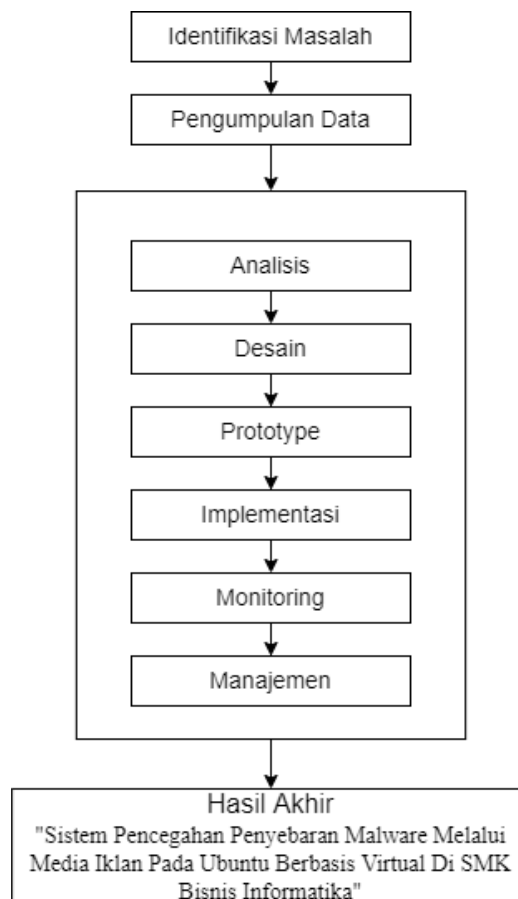 Identifikasi Masalah
Pengumpulan Data
Analisis
Desain
Prototype
Implementasi
Monitoring
Manajemen
Hasil Akhir
"Sistem Pencegahan Penyebaran Malware Melalui
Media Iklan Pada Ubuntu Berbasis Virtual Di SMK
Bisnis Informatika"